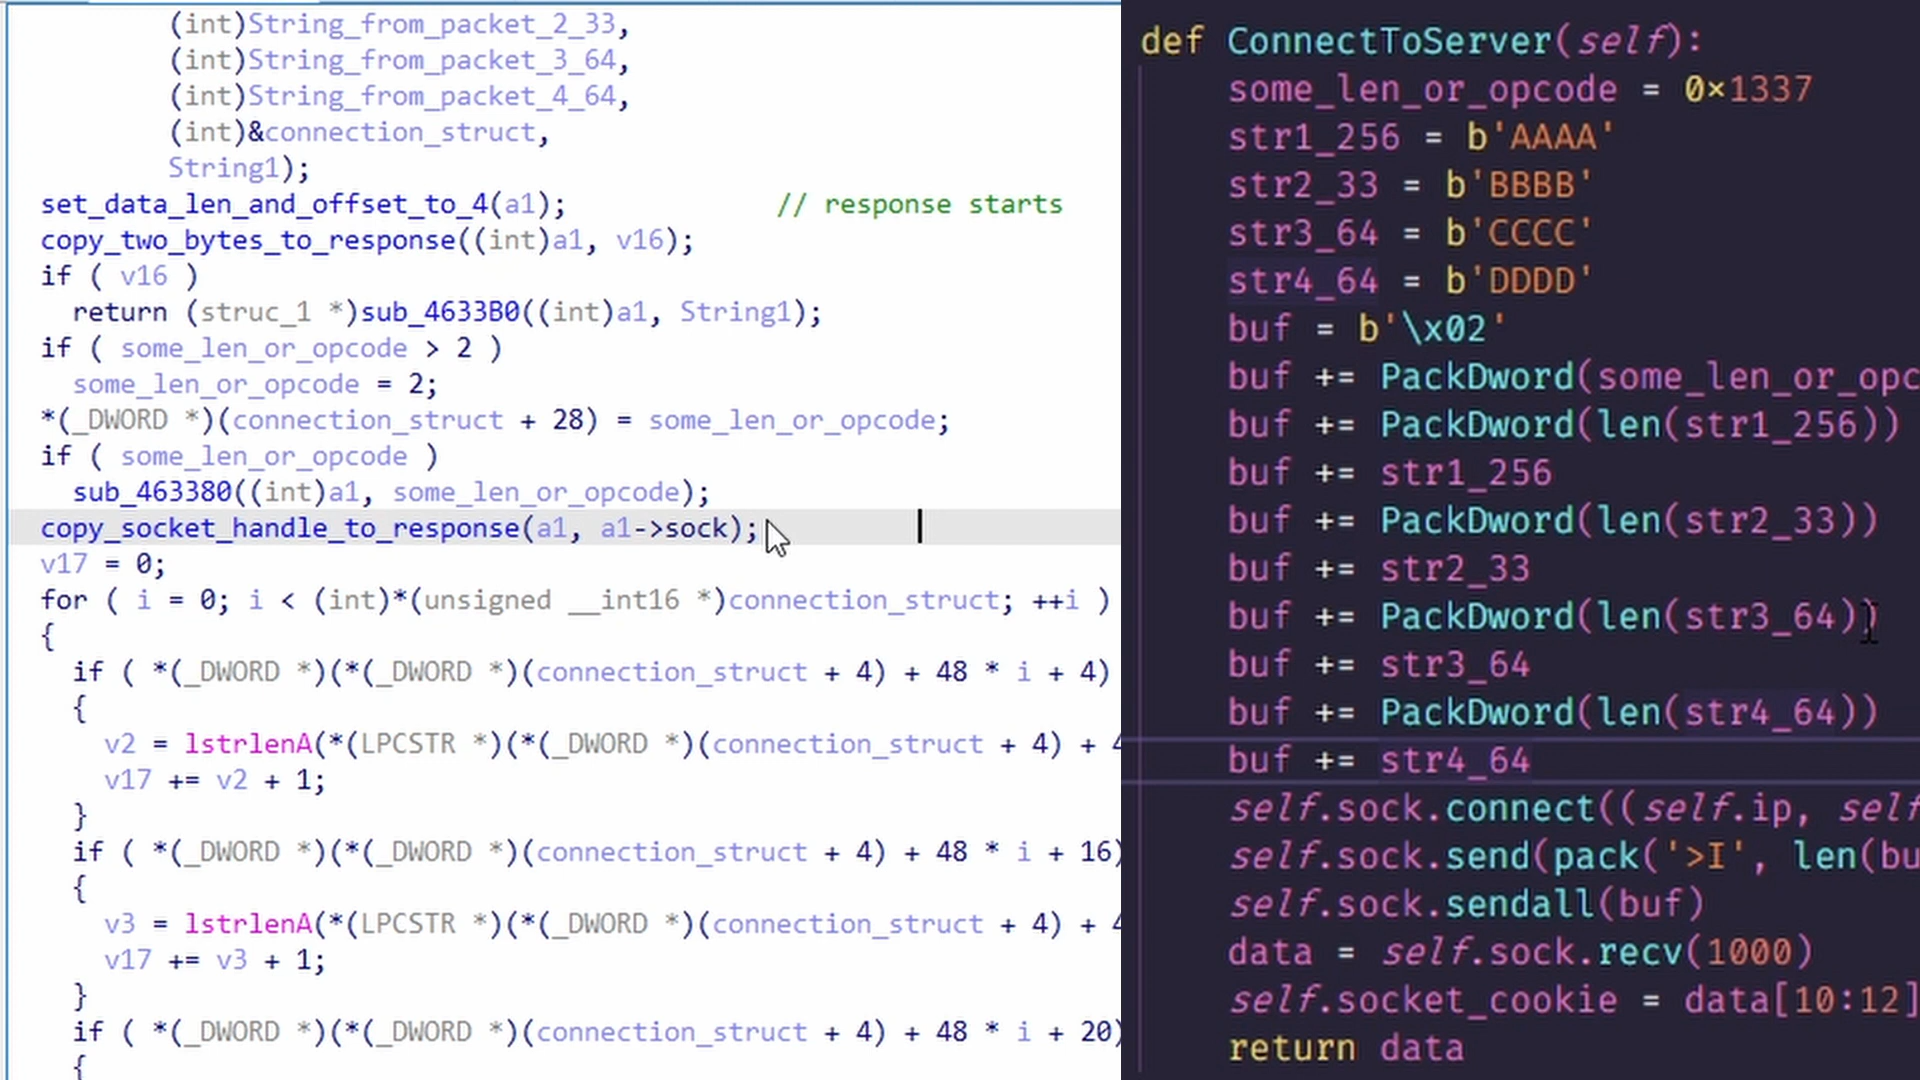 (int)String_from_packet_2_33,
(int)String_from_packet_3_64,
(int)String_from_packet_4_64,
(int)&connection_struct,
String1);
set_data_len_and_offset_to_4(a1); // response starts
copy_two_bytes_to_response((int)a1, v16);
if ( v16 )
return (struc_1 *)sub_4633B0((int)a1, String1);
if ( some_len_or_opcode > 2 )
some_len_or_opcode = 2;
*(_DWORD *)(connection_struct + 28) = some_len_or_opcode;
if ( some_len_or_opcode )
sub_463380((int)a1, some_len_or_opcode);
copy_socket_handle_to_response(a1, a1->sock);
v17 = 0;
for ( i = 0; i < (int)*(unsigned __int16 *)connection_struct; ++i )
{
if ( *(_DWORD *)(*(_DWORD *)(connection_struct + 4) + 48 * i + 4)
{
v2 = lstrlenA(*(LPCSTR *)(*(_DWORD *)(connection_struct + 4) + 4
v17 += v2 + 1;
}
if ( *(_DWORD *)(*(_DWORD *)(connection_struct + 4) + 48 * i + 16)
{
v3 = lstrlenA(*(LPCSTR *)(*(_DWORD *)(connection_struct + 4) + 4
v17 += v3 + 1;
}
if ( *(_DWORD *)(*(_DWORD *)(connection_struct + 4) + 48 * i + 20)
{
def ConnectToServer(self):
some_len_or_opcode = 0×1337
str1_256 = b'AAAA'
str2_33 = b'BBBB'
str3_64 = b'CCCC'
str4_64 = b'DDDD'
buf = b'\x02'
buf += PackDword(some_len_or_opc
buf += PackDword(len(str1_256))
buf += str1_256
buf += PackDword(len(str2_33))
buf += str2_33
buf += PackDword(len(str3_64))
buf += str3_64
buf += PackDword(len(str4_64))
buf += str4_64
self.sock.connect((self.ip, self
self.sock.send(pack('>I', len(bu
self.sock.sendall(buf)
data = self.sock.recv(1000)
self.socket_cookie = data[10:12]
return data